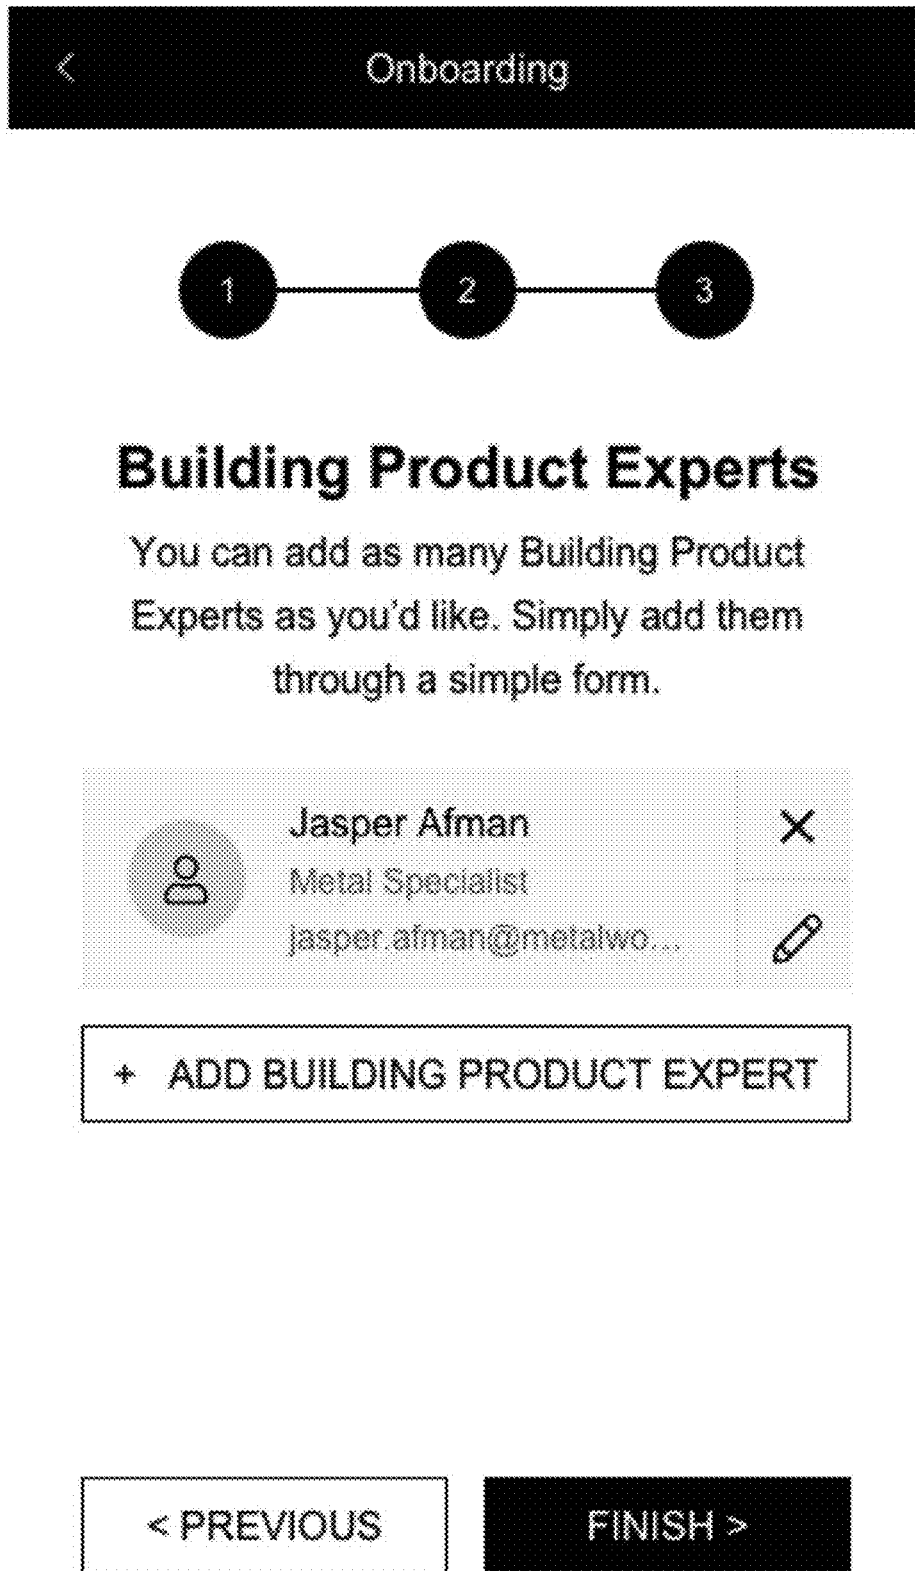 Onboarding
1 2 3
Building Product Experts
You can add as many Building Product
Experts as you'd like. Simply add them
through a simple form.
Jasper Afman
Metal Specialist
jasper.afman@metalwo...
+ ADD BUILDING PRODUCT EXPERT
< PREVIOUS FINISH >